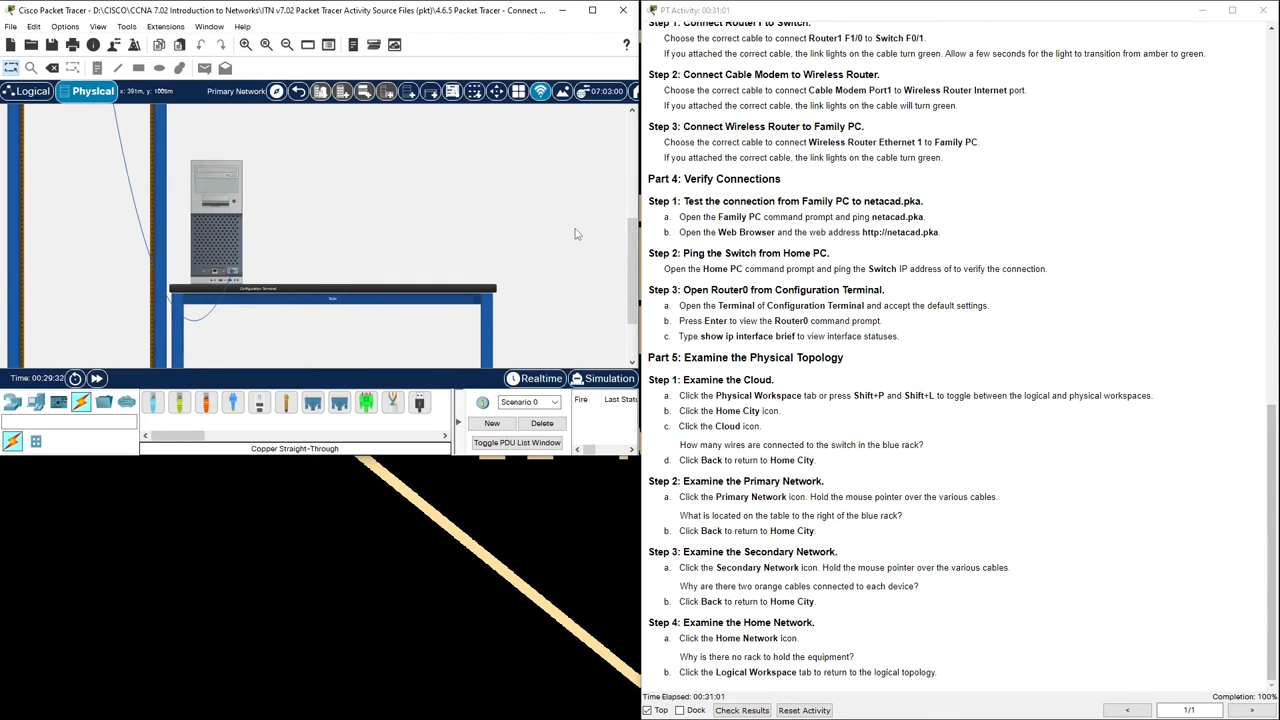 Cisco Packet Tracer - D:\CISCO\CCNA 7.02 Introduction to Networks\ITN v7.02 Packet Tracer Activity Source Files (pkt)\4.6.5 Packet Tracer - Connect ...
File Edit Options View Tools Extensions Window Help
x: 391m, y: 1006m
Logical Physical Primary Network 07:03:00
Configuration Terminal
Table
Time: 00:29:32 Realtime Simulation
Scenario 0 Fire Last Status
New Delete
Toggle PDU List Window
Copper Straight-Through
PT Activity: 00:31:01
Step 1: Connect Router1 to Switch.
Choose the correct cable to connect Router1 F1/0 to Switch F0/1.
If you attached the correct cable, the link lights on the cable turn green. Allow a few seconds for the light to transition from amber to green.
Step 2: Connect Cable Modem to Wireless Router.
Choose the correct cable to connect Cable Modem Port1 to Wireless Router Internet port.
If you attached the correct cable, the link lights on the cable will turn green.
Step 3: Connect Wireless Router to Family PC.
Choose the correct cable to connect Wireless Router Ethernet 1 to Family PC.
If you attached the correct cable, the link lights on the cable turn green.
Part 4: Verify Connections
Step 1: Test the connection from Family PC to netacad.pka.
a. Open the Family PC command prompt and ping netacad.pka.
b. Open the Web Browser and the web address http://netacad.pka.
Step 2: Ping the Switch from Home PC.
Open the Home PC command prompt and ping the Switch IP address of to verify the connection.
Step 3: Open Router0 from Configuration Terminal.
a. Open the Terminal of Configuration Terminal and accept the default settings.
b. Press Enter to view the Router0 command prompt.
c. Type show ip interface brief to view interface statuses.
Part 5: Examine the Physical Topology
Step 1: Examine the Cloud.
a. Click the Physical Workspace tab or press Shift+P and Shift+L to toggle between the logical and physical workspaces.
b. Click the Home City icon.
c. Click the Cloud icon.
How many wires are connected to the switch in the blue rack?
d. Click Back to return to Home City.
Step 2: Examine the Primary Network.
a. Click the Primary Network icon. Hold the mouse pointer over the various cables.
What is located on the table to the right of the blue rack?
b. Click Back to return to Home City.
Step 3: Examine the Secondary Network.
a. Click the Secondary Network icon. Hold the mouse pointer over the various cables.
Why are there two orange cables connected to each device?
b. Click Back to return to Home City.
Step 4: Examine the Home Network.
a. Click the Home Network icon.
Why is there no rack to hold the equipment?
b. Click the Logical Workspace tab to return to the logical topology.
Time Elapsed: 00:31:01 Completion: 100%
Top Dock Check Results Reset Activity < 1/1 >